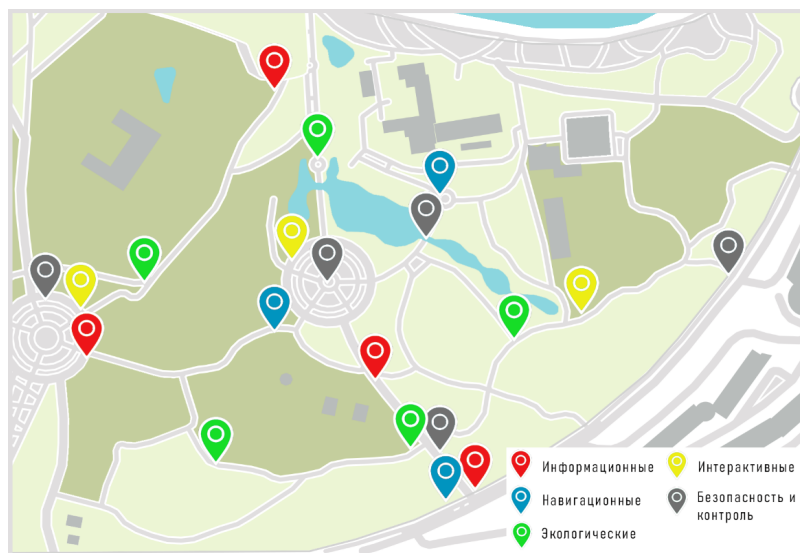 Информационные
Навигационные
Экологические
Интерактивные
Безопасность и
контроль